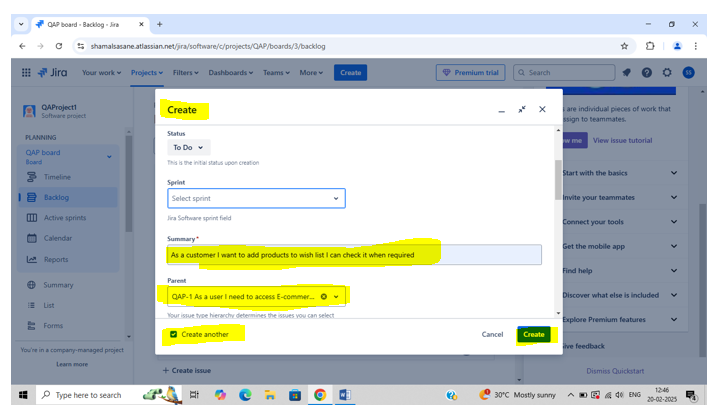 QAP board - Backlog - Jira
shamalsasane.atlassian.net/jira/software/c/projects/QAP/boards/3/backlog
Jira Your work Projects Filters Dashboards Teams More Create Premium trial Search SS
QAProject1
Software project
PLANNING
QAP board
Board
Timeline
Backlog
Active sprints
Calendar
Reports
Summary
List
Forms
You're in a company-managed project
Learn more
Create
Status
To Do
This is the initial status upon creation
Sprint
Select sprint
Jira Software sprint field
Summary*
As a customer I want to add products to wish list I can check it when required
Parent
QAP-1 As a user I need to access E-commer...
Your issue type hierarchy determines the issues you can select
Create another
Cancel Create
Create issue
s are individual pieces of work that
ssign to teammates.
ow me View issue tutorial
Start with the basics
Invite your teammates
Connect your tools
Get the mobile app
Find help
Discover what else is included
Explore Premium features
Give feedback
Dismiss Quickstart
Type here to search
30°C Mostly sunny
ENG
12:46
20-02-2025